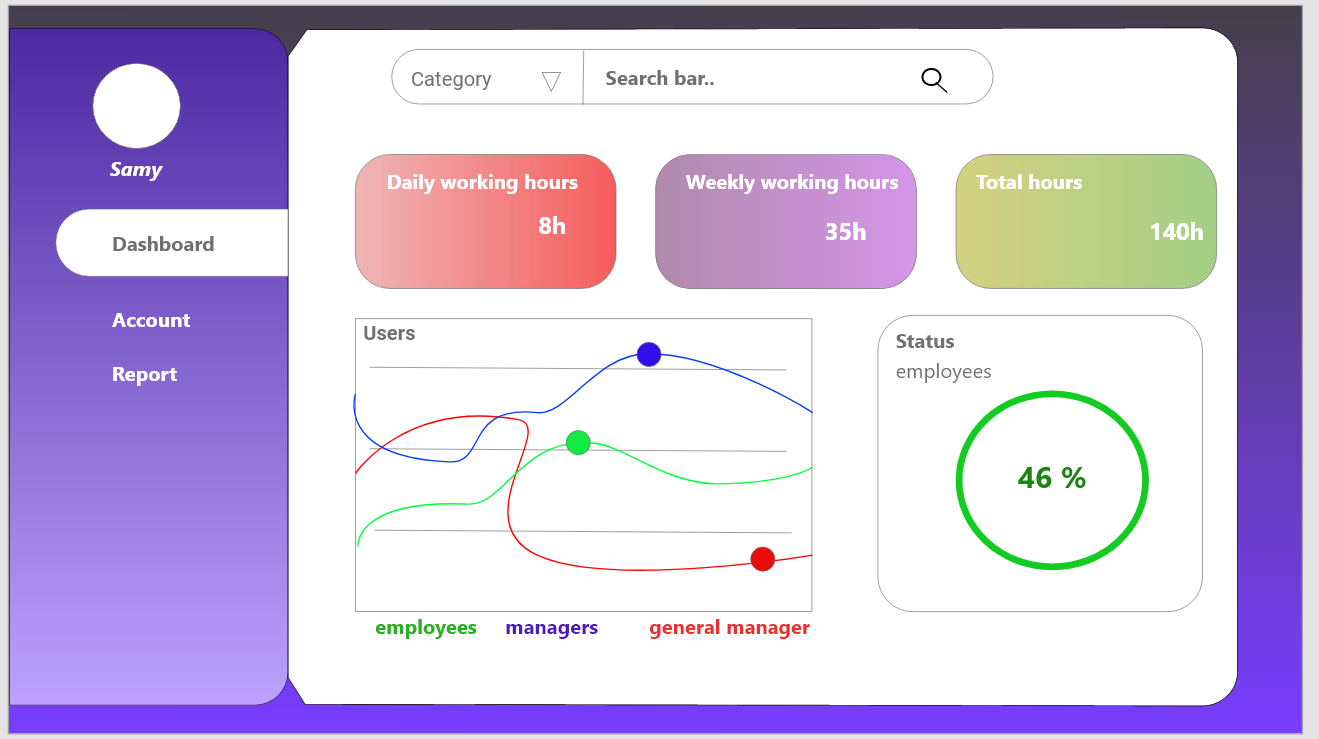 Samy
Dashboard
Account
Report
Category
Search bar..
Daily working hours
8h
Weekly working hours
35h
Total hours
140h
Users
employees
managers
general manager
Status
employees
46 %